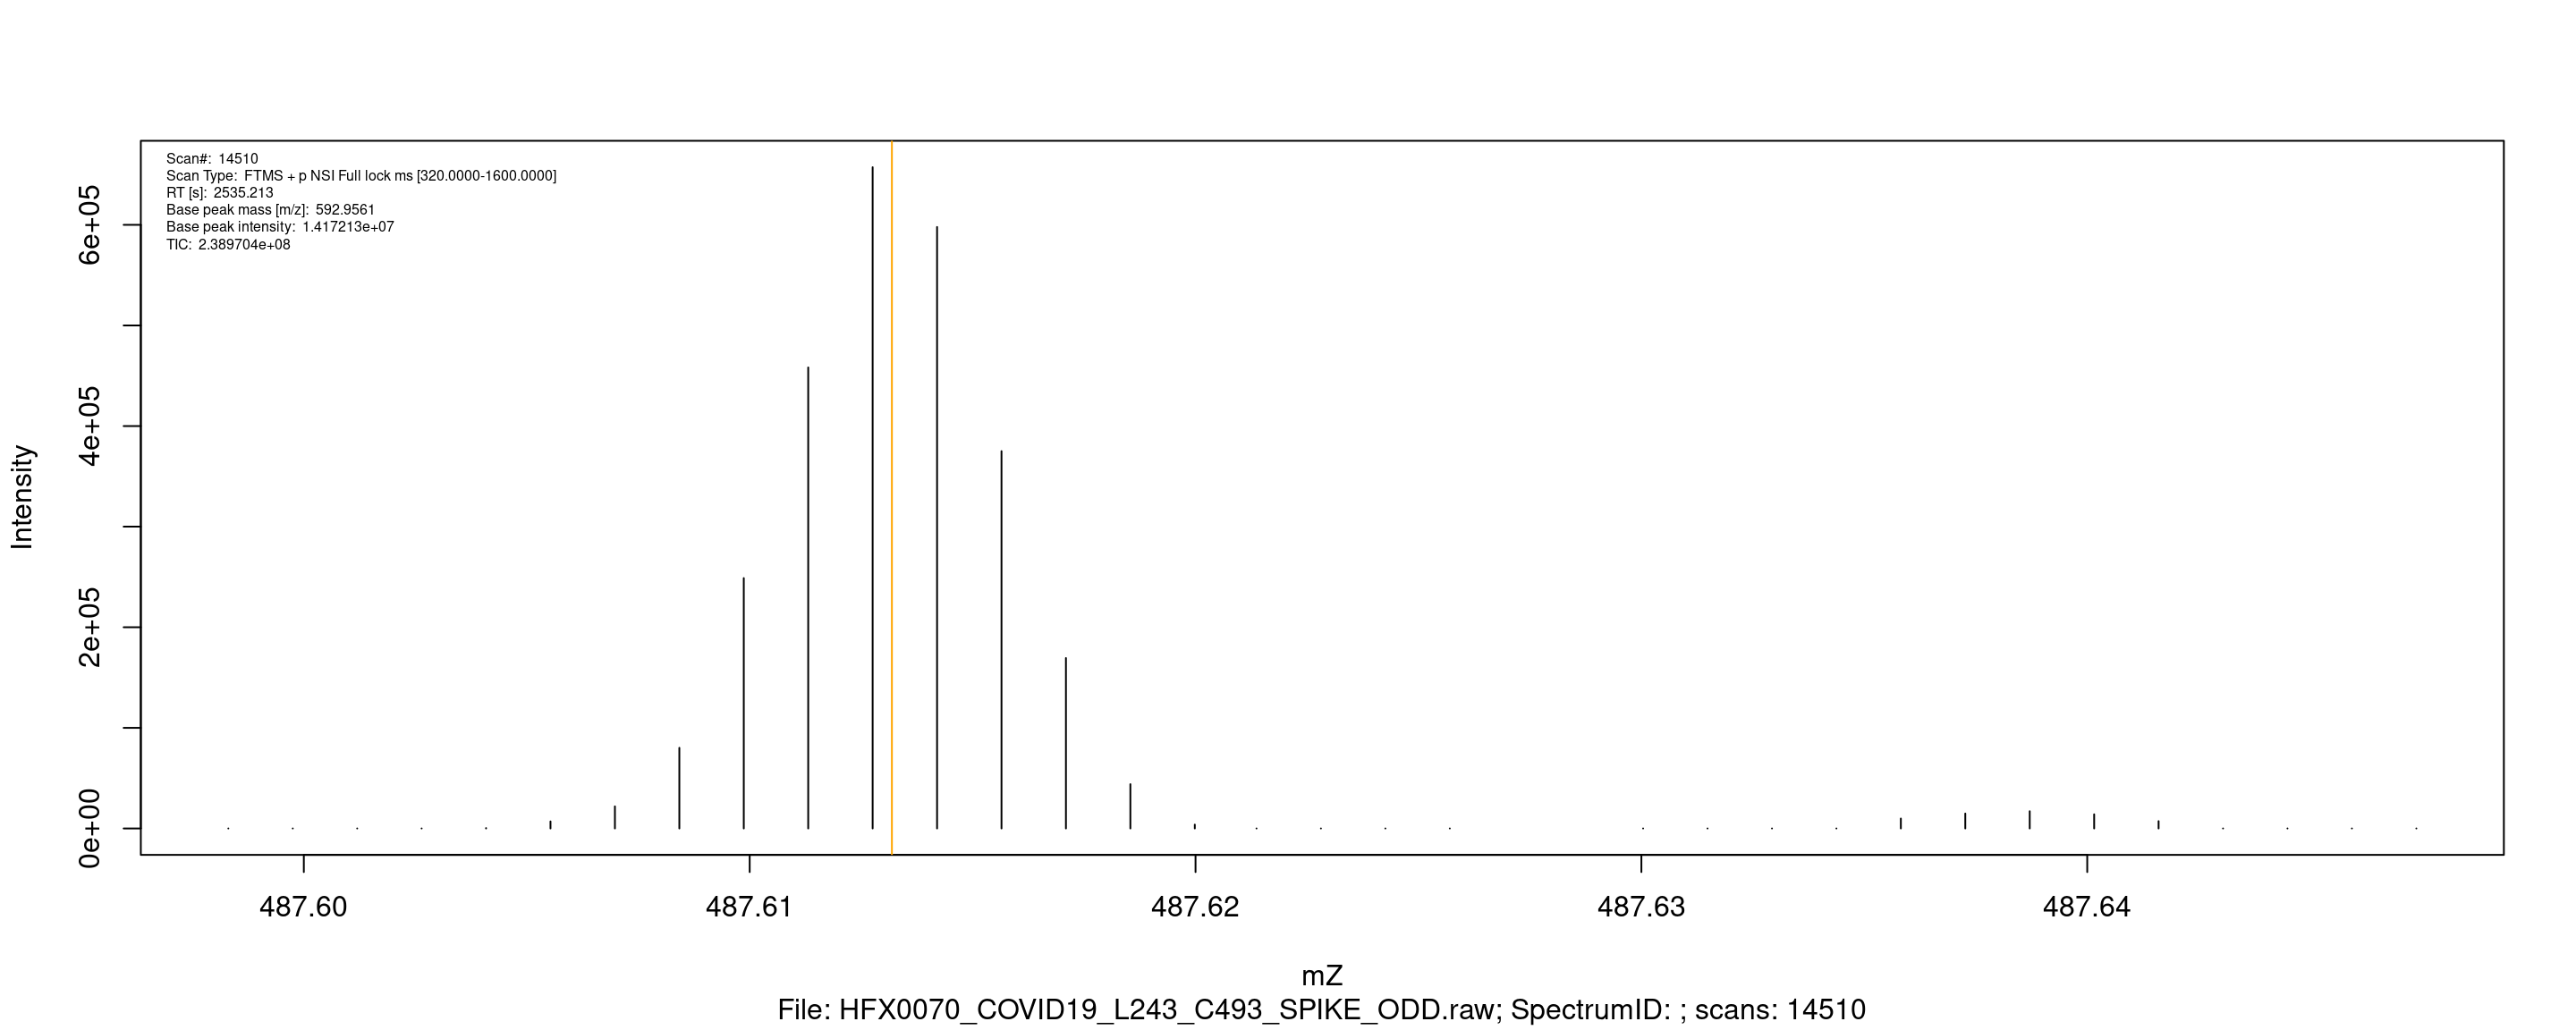 Scan#: 14510
Scan Type: FTMS + p NSI Full lock ms [320.0000-1600.0000]
RT [s]: 2535.213
Base peak mass [m/z]: 592.9561
Base peak intensity: 1.417213e+07
TIC: 2.389704e+08
Intensity
6e+05
4e+05
2e+05
0e+00
487.60 487.61 487.62 487.63 487.64
mZ
File: HFX0070_COVID19_L243_C493_SPIKE_ODD.raw; SpectrumID: ; scans: 14510